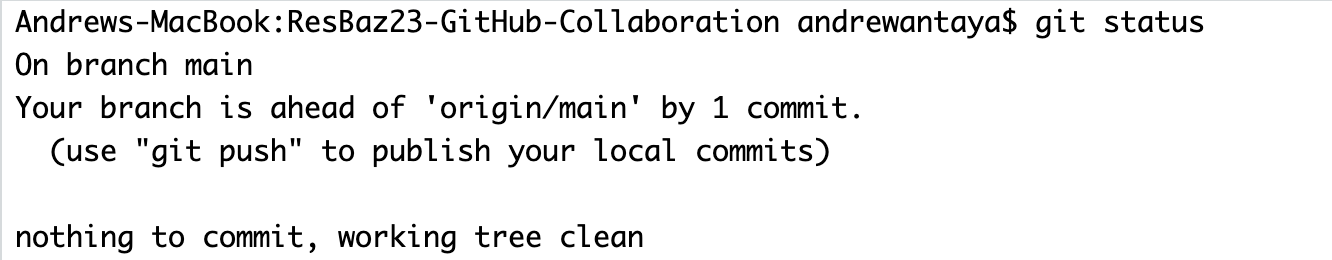 Andrews-MacBook:ResBaz23-GitHub-Collaboration andrewantaya$ git status
On branch main
Your branch is ahead of 'origin/main' by 1 commit.
  (use "git push" to publish your local commits)

nothing to commit, working tree clean